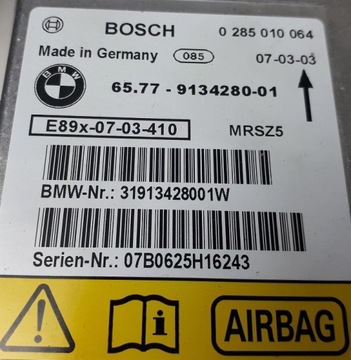 BOSCH 0 285 010 064
Made in Germany 085 07-03-03
BMW 65.77 - 9134280-01
E89x-07-03-410 MRSZ5
BMW-Nr.: 31913428001W
Serien-Nr.: 07B0625H16243
! i AIRBAG